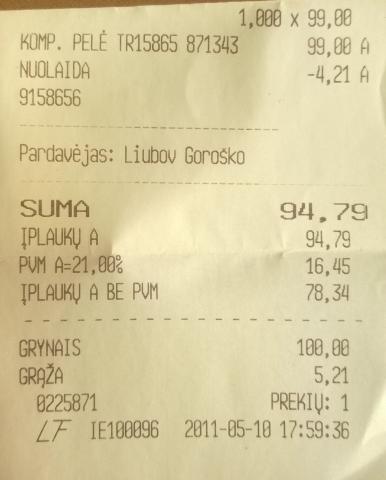 1,000 x 99,00
KOMP. PELĖ TR15865 871343 99,00 A
NUOLAIDA -4,21 A
9158656
Pardavėjas: Liubov Goroško
SUMA 94,79
ĮPLAUKŲ A 94,79
PVM A=21,00% 16,45
ĮPLAUKŲ A BE PVM 78,34
GRYNAIS 100,00
GRĄŽA 5,21
0225871 PREKIŲ: 1
LF IE100096 2011-05-10 17:59:36